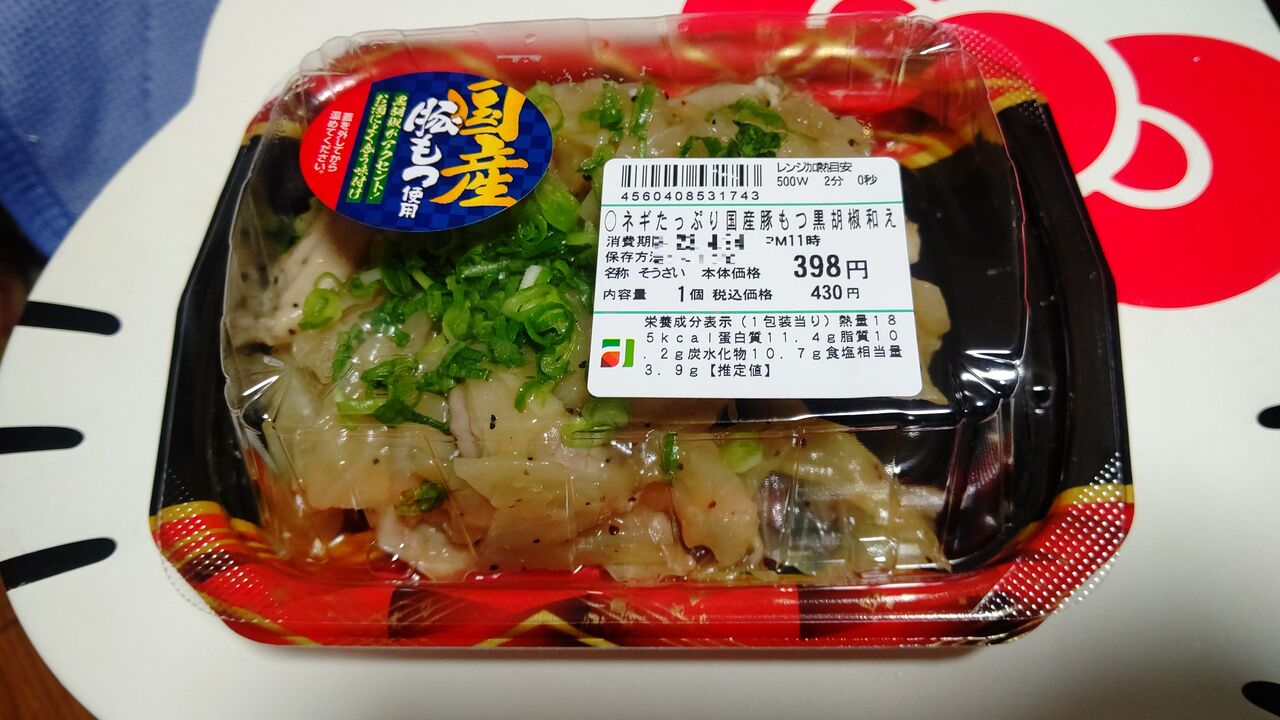 国産
豚もつ
使用
黒胡椒がアクセント!
お酒によく合う味付け
蓋を外してから
温めてください。
レンジ加熱目安
500W 2分 0秒
4560408531743
○ネギたっぷり国産豚もつ黒胡椒和え
消費期 PM11時
保存方
名称 そうざい 本体価格 398円
内容量 1個 税込価格 430円
栄養成分表示(1包装当り)熱量18
5kcal蛋白質11.4g脂質10
.2g炭水化物10.7g食塩相当量
3.9g【推定値】